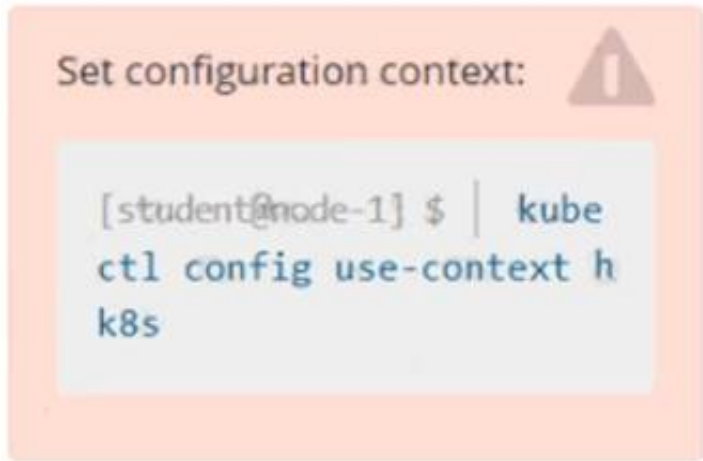 Set configuration context:
[student@node-1] $ | kube
ctl config use-context h
k8s